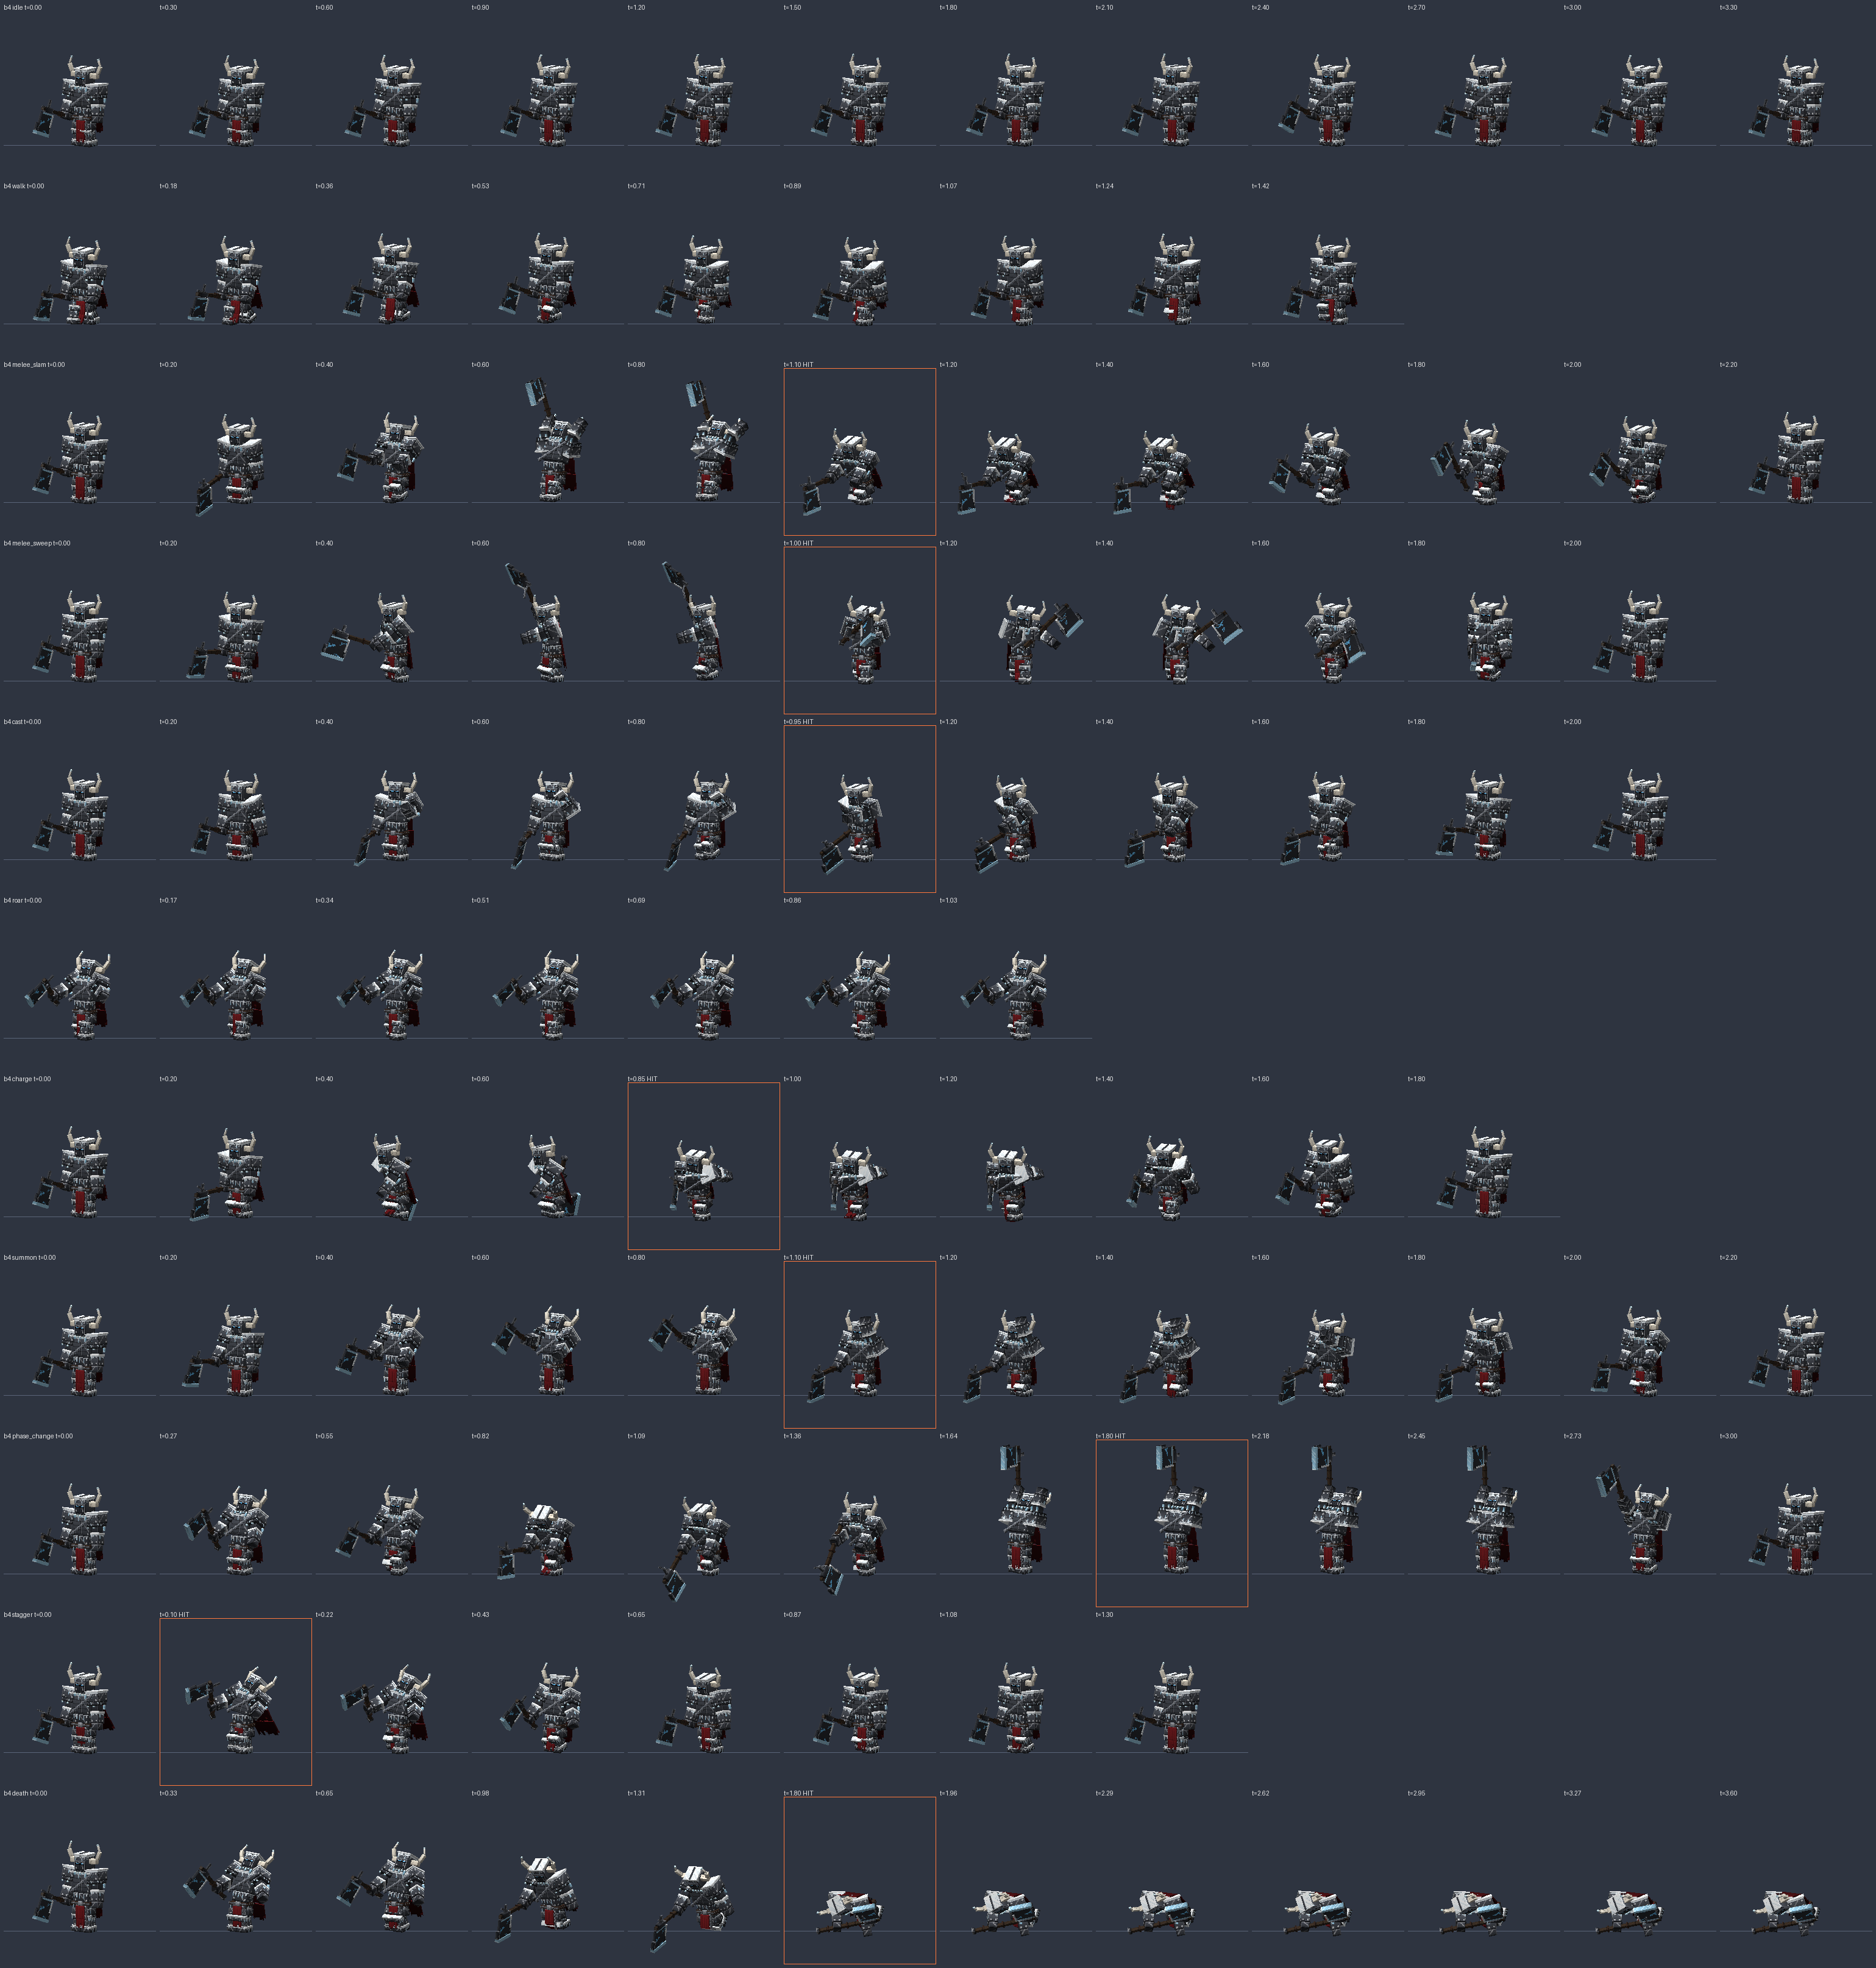 b4 idle t=0.00 t=0.30 t=0.60 t=0.90 t=1.20 t=1.50 t=1.80 t=2.10 t=2.40 t=2.70 t=3.00 t=3.30
b4 walk t=0.00 t=0.18 t=0.36 t=0.53 t=0.71 t=0.89 t=1.07 t=1.24 t=1.42
b4 melee_slam t=0.00 t=0.20 t=0.40 t=0.60 t=0.80 t=1.10 HIT t=1.20 t=1.40 t=1.60 t=1.80 t=2.00 t=2.20
b4 melee_sweep t=0.00 t=0.20 t=0.40 t=0.60 t=0.80 t=1.00 HIT t=1.20 t=1.40 t=1.60 t=1.80 t=2.00
b4 cast t=0.00 t=0.20 t=0.40 t=0.60 t=0.80 t=0.95 HIT t=1.20 t=1.40 t=1.60 t=1.80 t=2.00
b4 roar t=0.00 t=0.17 t=0.34 t=0.51 t=0.69 t=0.86 t=1.03
b4 charge t=0.00 t=0.20 t=0.40 t=0.60 t=0.85 HIT t=1.00 t=1.20 t=1.40 t=1.60 t=1.80
b4 summon t=0.00 t=0.20 t=0.40 t=0.60 t=0.80 t=1.10 HIT t=1.20 t=1.40 t=1.60 t=1.80 t=2.00 t=2.20
b4 phase_change t=0.00 t=0.27 t=0.55 t=0.82 t=1.09 t=1.36 t=1.64 t=1.80 HIT t=2.18 t=2.45 t=2.73 t=3.00
b4 stagger t=0.00 t=0.10 HIT t=0.22 t=0.43 t=0.65 t=0.87 t=1.08 t=1.30
b4 death t=0.00 t=0.33 t=0.65 t=0.98 t=1.31 t=1.80 HIT t=1.96 t=2.29 t=2.62 t=2.95 t=3.27 t=3.60